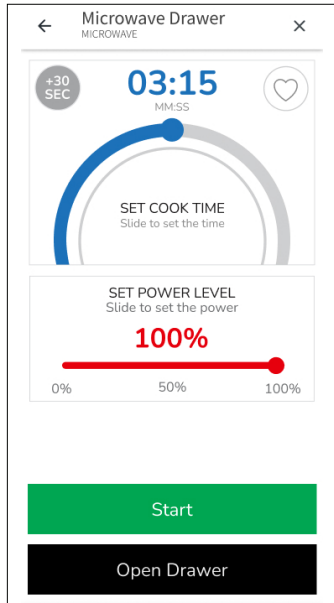 Microwave Drawer
MICROWAVE
+30
SEC
03:15
MM:SS
SET COOK TIME
Slide to set the time
SET POWER LEVEL
Slide to set the power
100%
0% 50% 100%
Start
Open Drawer